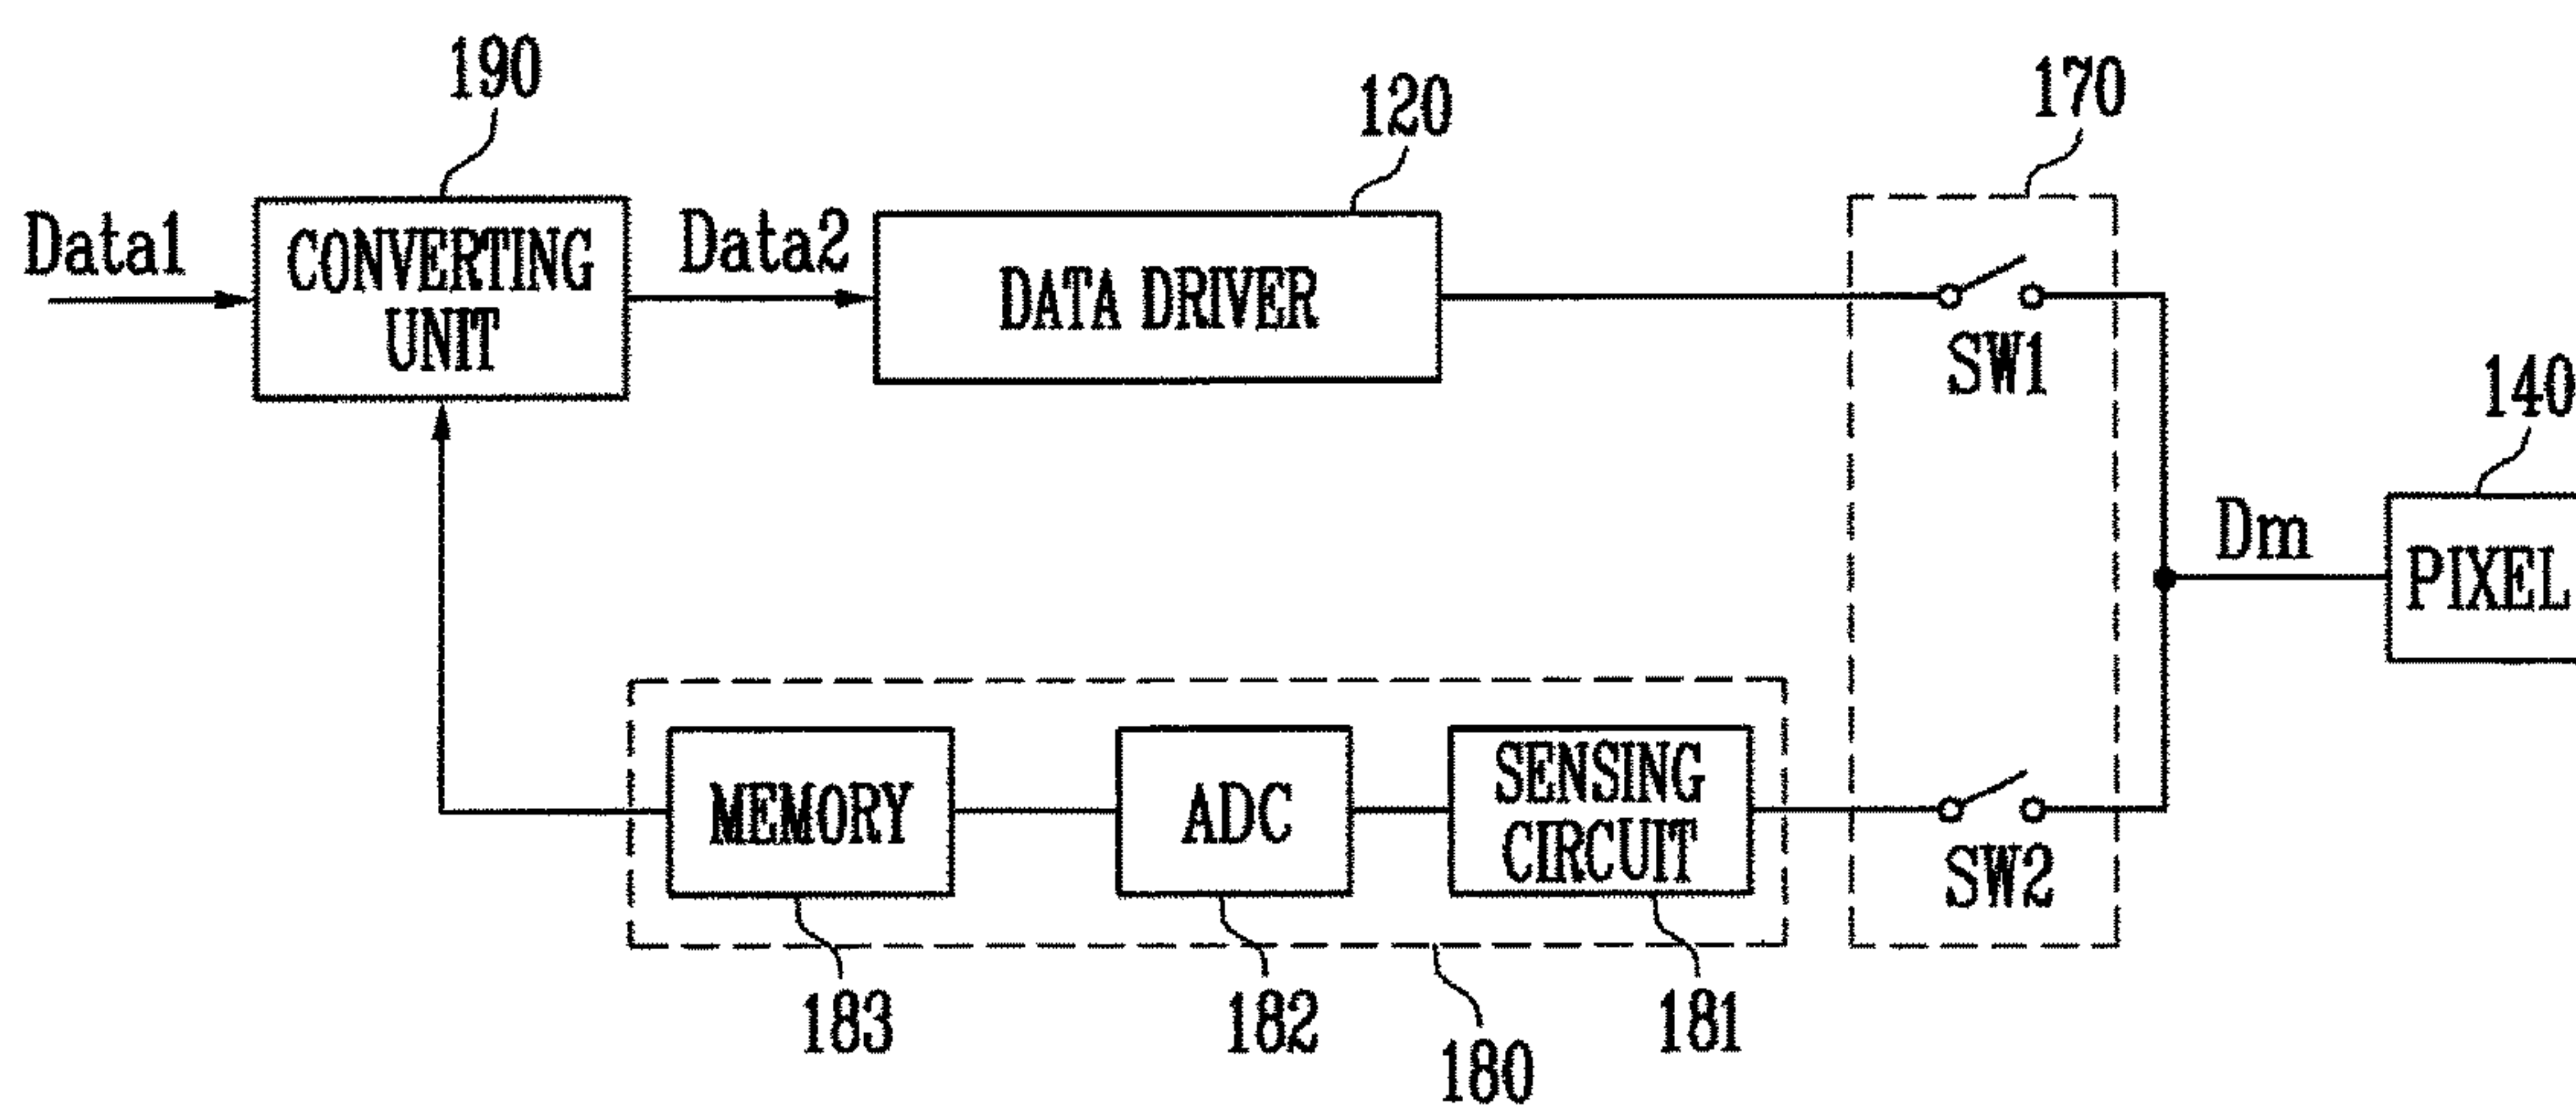 190
120
170
Data1
CONVERTING
UNIT
Data2
DATA DRIVER
SW1
140
Dm
PIXEL
MEMORY
ADC
SENSING
CIRCUIT
SW2
183
182
180
181